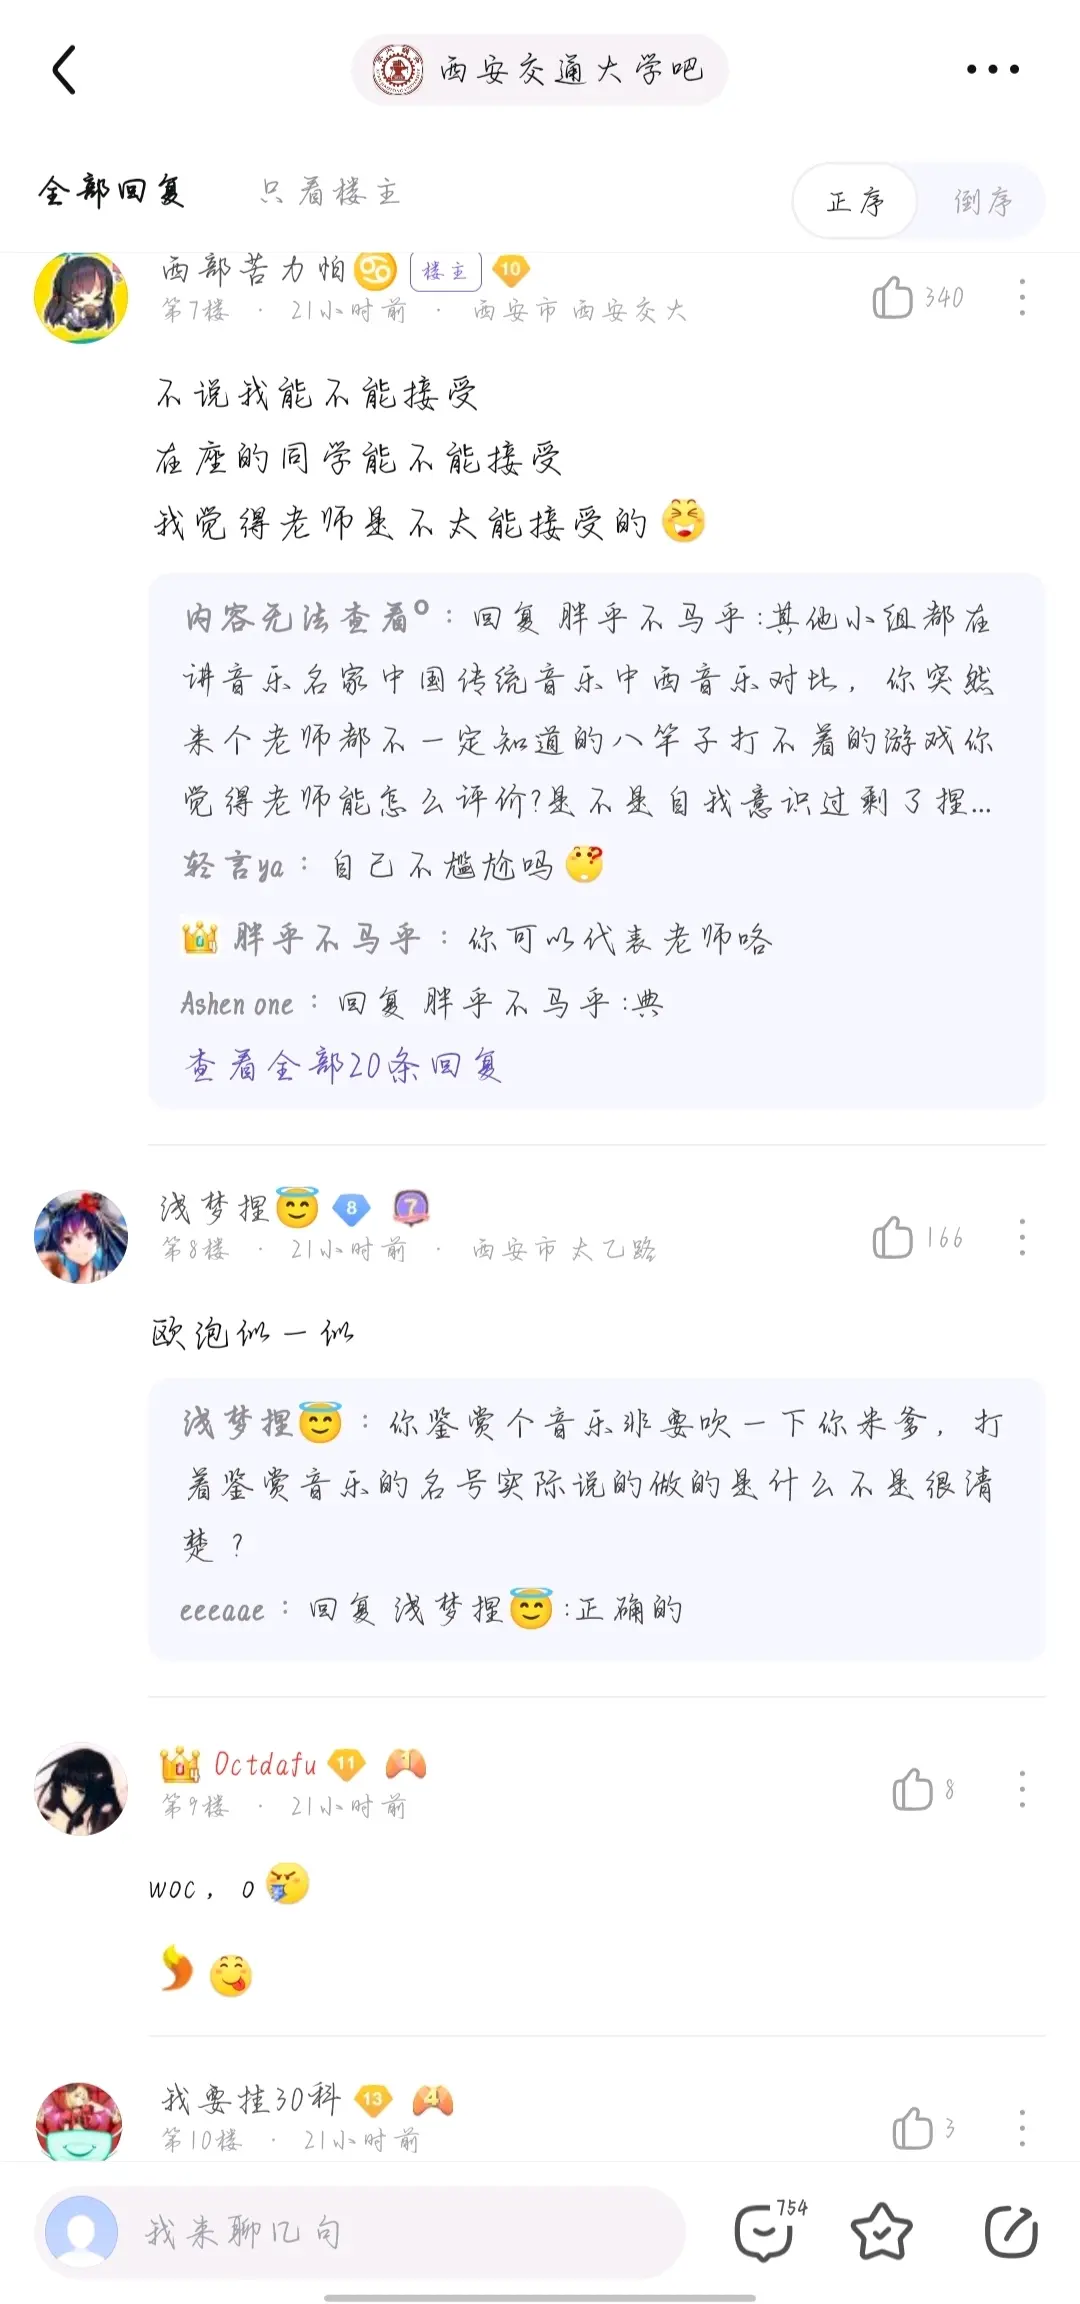 西安交通大学吧
全部回复 只看楼主 正序 倒序
西部苦力怕 楼主 10
第7楼 · 21小时前 · 西安市西安交大 340
不说我能不能接受
在座的同学能不能接受
我觉得老师是不太能接受的
内容无法查看º：回复 胖乎不马乎:其他小组都在
讲音乐名家中国传统音乐中西音乐对比，你突然
来个老师都不一定知道的八竿子打不着的游戏你
觉得老师能怎么评价?是不是自我意识过剩了捏...
轻言ya：自己不尴尬吗
胖乎不马乎：你可以代表老师咯
Ashen one：回复 胖乎不马乎:典
查看全部20条回复
浅梦捏 8 7
第8楼 · 21小时前 · 西安市太乙路 166
欧泡似一似
浅梦捏：你鉴赏个音乐非要吹一下你米爹，打
着鉴赏音乐的名号实际说的做的是什么不是很清
楚？
eeeaae：回复 浅梦捏:正确的
Octdafu 11 1
第9楼 · 21小时前 8
woc，o
我要挂30科 13 4
第10楼 · 21小时前 3
我来聊几句 754